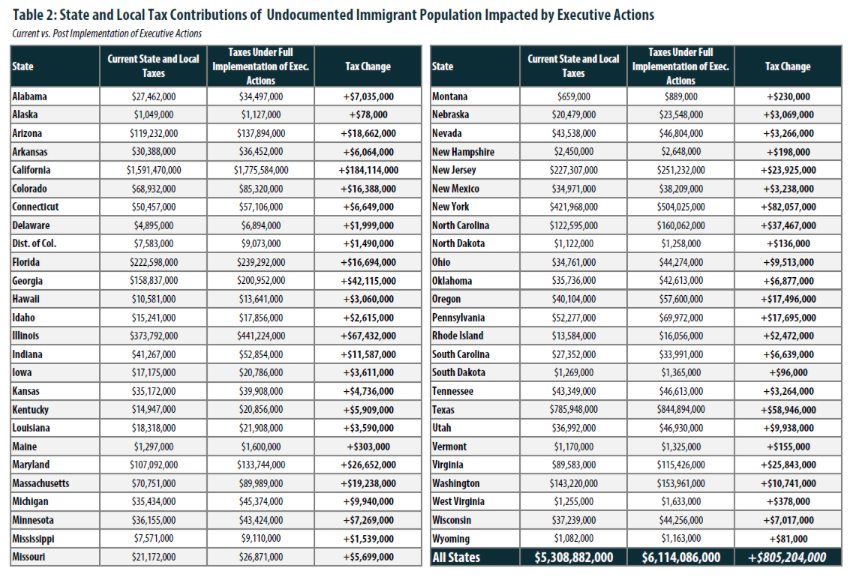 Table 2: State and Local Tax Contributions of Undocumented Immigrant Population Impacted by Executive Actions
Current vs. Post Implementation of Executive Actions
State Current State and Local Taxes Taxes Under Full Implementation of Exec. Actions Tax Change
Alabama $27,462,000 $34,497,000 +$7,035,000
Alaska $1,049,000 $1,127,000 +$78,000
Arizona $119,232,000 $137,894,000 +$18,662,000
Arkansas $30,388,000 $36,452,000 +$6,064,000
California $1,591,470,000 $1,775,584,000 +$184,114,000
Colorado $68,932,000 $85,320,000 +$16,388,000
Connecticut $50,457,000 $57,106,000 +$6,649,000
Delaware $4,895,000 $6,894,000 +$1,999,000
Dist. of Col. $7,583,000 $9,073,000 +$1,490,000
Florida $222,598,000 $239,292,000 +$16,694,000
Georgia $158,837,000 $200,952,000 +$42,115,000
Hawaii $10,581,000 $13,641,000 +$3,060,000
Idaho $15,241,000 $17,856,000 +$2,615,000
Illinois $373,792,000 $441,224,000 +$67,432,000
Indiana $41,267,000 $52,854,000 +$11,587,000
Iowa $17,175,000 $20,786,000 +$3,611,000
Kansas $35,172,000 $39,908,000 +$4,736,000
Kentucky $14,947,000 $20,856,000 +$5,909,000
Louisiana $18,318,000 $21,908,000 +$3,590,000
Maine $1,297,000 $1,600,000 +$303,000
Maryland $107,092,000 $133,744,000 +$26,652,000
Massachusetts $70,751,000 $89,989,000 +$19,238,000
Michigan $35,434,000 $45,374,000 +$9,940,000
Minnesota $36,155,000 $43,424,000 +$7,269,000
Mississippi $7,571,000 $9,110,000 +$1,539,000
Missouri $21,172,000 $26,871,000 +$5,699,000
State Current State and Local Taxes Taxes Under Full Implementation of Exec. Actions Tax Change
Montana $659,000 $889,000 +$230,000
Nebraska $20,479,000 $23,548,000 +$3,069,000
Nevada $43,538,000 $46,804,000 +$3,266,000
New Hampshire $2,450,000 $2,648,000 +$198,000
New Jersey $227,307,000 $251,232,000 +$23,925,000
New Mexico $34,971,000 $38,209,000 +$3,238,000
New York $421,968,000 $504,025,000 +$82,057,000
North Carolina $122,595,000 $160,062,000 +$37,467,000
North Dakota $1,122,000 $1,258,000 +$136,000
Ohio $34,761,000 $44,274,000 +$9,513,000
Oklahoma $35,736,000 $42,613,000 +$6,877,000
Oregon $40,104,000 $57,600,000 +$17,496,000
Pennsylvania $52,277,000 $69,972,000 +$17,695,000
Rhode Island $13,584,000 $16,056,000 +$2,472,000
South Carolina $27,352,000 $33,991,000 +$6,639,000
South Dakota $1,269,000 $1,365,000 +$96,000
Tennessee $43,349,000 $46,613,000 +$3,264,000
Texas $785,948,000 $844,894,000 +$58,946,000
Utah $36,992,000 $46,930,000 +$9,938,000
Vermont $1,170,000 $1,325,000 +$155,000
Virginia $89,583,000 $115,426,000 +$25,843,000
Washington $143,220,000 $153,961,000 +$10,741,000
West Virginia $1,255,000 $1,633,000 +$378,000
Wisconsin $37,239,000 $44,256,000 +$7,017,000
Wyoming $1,082,000 $1,163,000 +$81,000
All States $5,308,882,000 $6,114,086,000 +$805,204,000